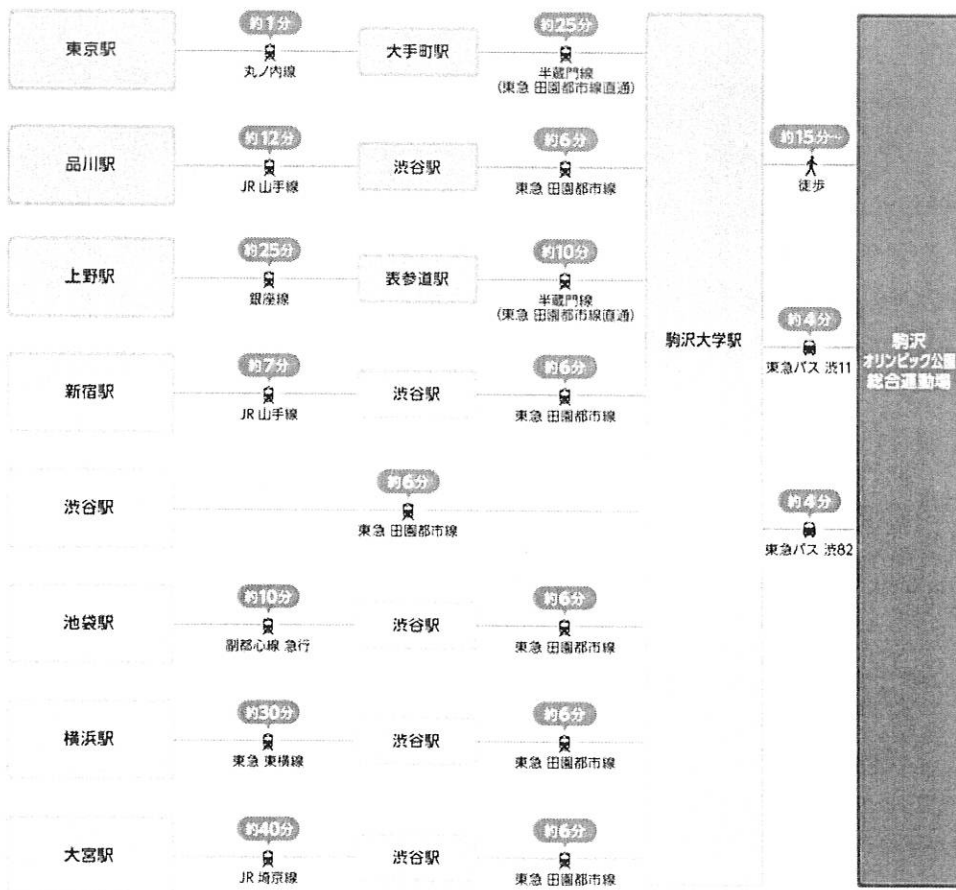 東京駅
約1分
丸ノ内線
大手町駅
約25分
半蔵門線
(東急 田園都市線直通)
品川駅
約12分
JR 山手線
渋谷駅
約6分
東急 田園都市線
上野駅
約25分
銀座線
表参道駅
約10分
半蔵門線
(東急 田園都市線直通)
新宿駅
約7分
JR 山手線
渋谷駅
約6分
東急 田園都市線
渋谷駅
約6分
東急 田園都市線
池袋駅
約10分
副都心線 急行
渋谷駅
約6分
東急 田園都市線
横浜駅
約30分
東急 東横線
渋谷駅
約6分
東急 田園都市線
大宮駅
約40分
JR 埼京線
渋谷駅
約6分
東急 田園都市線
駒沢大学駅
約15分~
徒歩
約4分
東急バス 渋11
約4分
東急バス 渋82
駒沢
オリンピック公園
総合運動場